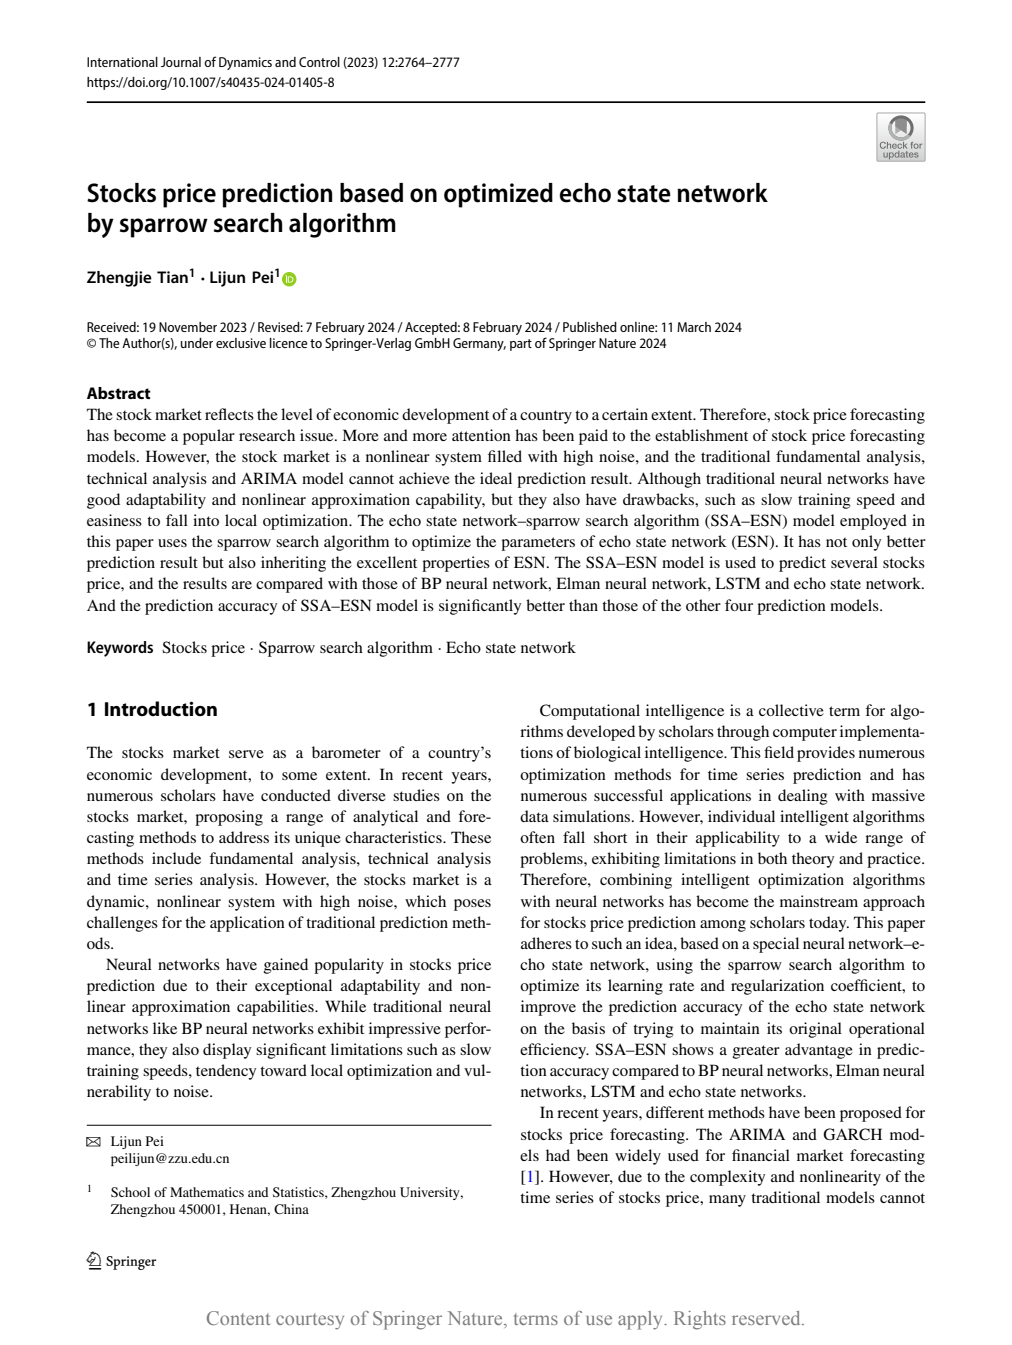 International Journal of Dynamics and Control (2023) 12:2764–2777
https://doi.org/10.1007/s40435-024-01405-8
Check for
updates
Stocks price prediction based on optimized echo state network
by sparrow search algorithm
Zhengjie Tian1 · Lijun Pei1
Received: 19 November 2023 / Revised: 7 February 2024 / Accepted: 8 February 2024 / Published online: 11 March 2024
© The Author(s), under exclusive licence to Springer-Verlag GmbH Germany, part of Springer Nature 2024
Abstract
The stock market reflects the level of economic development of a country to a certain extent. Therefore, stock price forecasting
has become a popular research issue. More and more attention has been paid to the establishment of stock price forecasting
models. However, the stock market is a nonlinear system filled with high noise, and the traditional fundamental analysis,
technical analysis and ARIMA model cannot achieve the ideal prediction result. Although traditional neural networks have
good adaptability and nonlinear approximation capability, but they also have drawbacks, such as slow training speed and
easiness to fall into local optimization. The echo state network–sparrow search algorithm (SSA–ESN) model employed in
this paper uses the sparrow search algorithm to optimize the parameters of echo state network (ESN). It has not only better
prediction result but also inheriting the excellent properties of ESN. The SSA–ESN model is used to predict several stocks
price, and the results are compared with those of BP neural network, Elman neural network, LSTM and echo state network.
And the prediction accuracy of SSA–ESN model is significantly better than those of the other four prediction models.
Keywords Stocks price · Sparrow search algorithm · Echo state network
1 Introduction
The stocks market serve as a barometer of a country's
economic development, to some extent. In recent years,
numerous scholars have conducted diverse studies on the
stocks market, proposing a range of analytical and fore-
casting methods to address its unique characteristics. These
methods include fundamental analysis, technical analysis
and time series analysis. However, the stocks market is a
dynamic, nonlinear system with high noise, which poses
challenges for the application of traditional prediction meth-
ods.
Neural networks have gained popularity in stocks price
prediction due to their exceptional adaptability and non-
linear approximation capabilities. While traditional neural
networks like BP neural networks exhibit impressive perfor-
mance, they also display significant limitations such as slow
training speeds, tendency toward local optimization and vul-
nerability to noise.
Lijun Pei
peilijun@zzu.edu.cn
1 School of Mathematics and Statistics, Zhengzhou University,
Zhengzhou 450001, Henan, China
Computational intelligence is a collective term for algo-
rithms developed by scholars through computer implementa-
tions of biological intelligence. This field provides numerous
optimization methods for time series prediction and has
numerous successful applications in dealing with massive
data simulations. However, individual intelligent algorithms
often fall short in their applicability to a wide range of
problems, exhibiting limitations in both theory and practice.
Therefore, combining intelligent optimization algorithms
with neural networks has become the mainstream approach
for stocks price prediction among scholars today. This paper
adheres to such an idea, based on a special neural network–e-
cho state network, using the sparrow search algorithm to
optimize its learning rate and regularization coefficient, to
improve the prediction accuracy of the echo state network
on the basis of trying to maintain its original operational
efficiency. SSA–ESN shows a greater advantage in predic-
tion accuracy compared to BP neural networks, Elman neural
networks, LSTM and echo state networks.
In recent years, different methods have been proposed for
stocks price forecasting. The ARIMA and GARCH mod-
els had been widely used for financial market forecasting
[1]. However, due to the complexity and nonlinearity of the
time series of stocks price, many traditional models cannot
Springer
Content courtesy of Springer Nature, terms of use apply. Rights reserved.